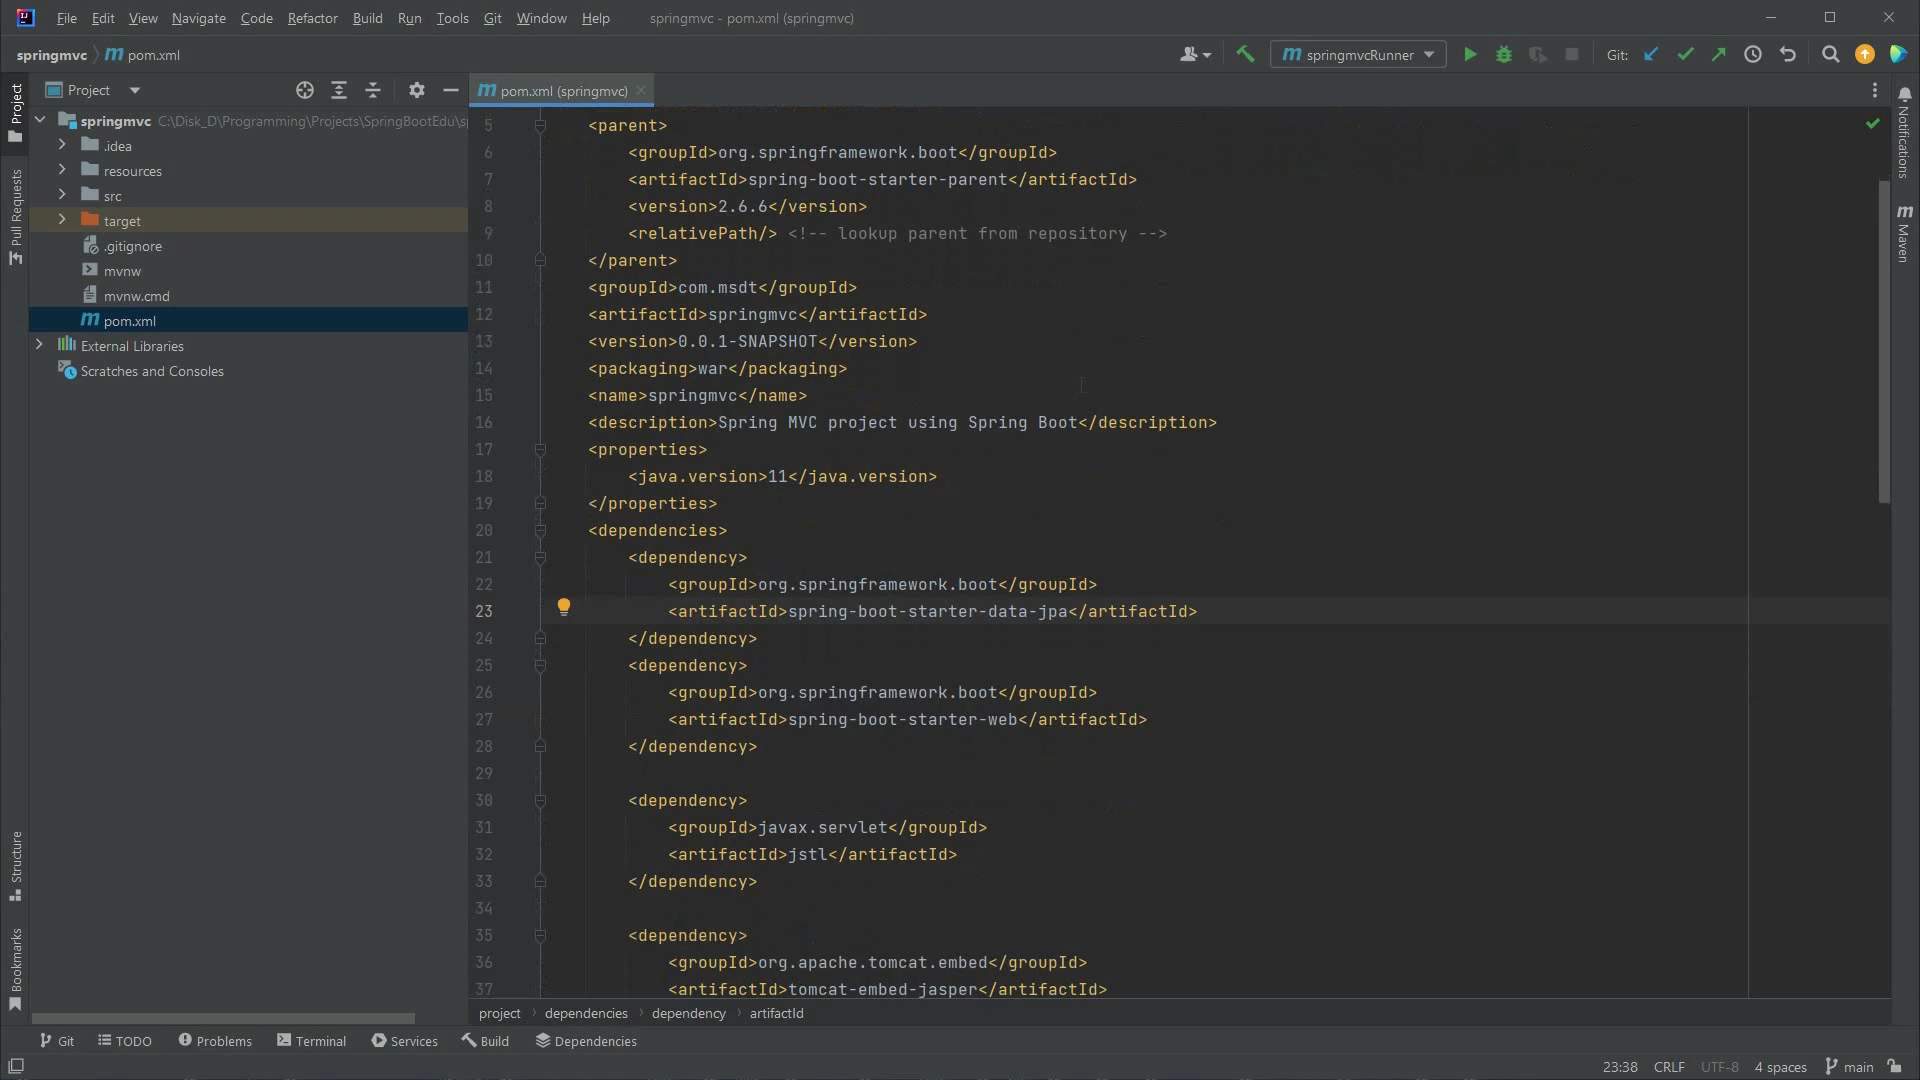 File Edit View Navigate Code Refactor Build Run Tools Git Window Help springmvc - pom.xml (springmvc)
springmvc pom.xml springmvcRunner Git:
Project
pom.xml (springmvc)
springmvc C:\Disk_D\Programming\Projects\SpringBootEdu\s
.idea
resources
src
target
.gitignore
mvnw
mvnw.cmd
pom.xml
External Libraries
Scratches and Consoles
Project
Pull Requests
Structure
Bookmarks
5 <parent>
6 <groupId>org.springframework.boot</groupId>
7 <artifactId>spring-boot-starter-parent</artifactId>
8 <version>2.6.6</version>
9 <relativePath/> <!-- lookup parent from repository -->
10 </parent>
11 <groupId>com.msdt</groupId>
12 <artifactId>springmvc</artifactId>
13 <version>0.0.1-SNAPSHOT</version>
14 <packaging>war</packaging>
15 <name>springmvc</name>
16 <description>Spring MVC project using Spring Boot</description>
17 <properties>
18 <java.version>11</java.version>
19 </properties>
20 <dependencies>
21 <dependency>
22 <groupId>org.springframework.boot</groupId>
23 <artifactId>spring-boot-starter-data-jpa</artifactId>
24 </dependency>
25 <dependency>
26 <groupId>org.springframework.boot</groupId>
27 <artifactId>spring-boot-starter-web</artifactId>
28 </dependency>
29
30 <dependency>
31 <groupId>javax.servlet</groupId>
32 <artifactId>jstl</artifactId>
33 </dependency>
34
35 <dependency>
36 <groupId>org.apache.tomcat.embed</groupId>
37 <artifactId>tomcat-embed-jasper</artifactId>
Notifications
Maven
project dependencies dependency artifactId
Git TODO Problems Terminal Services Build Dependencies
23:38 CRLF UTF-8 4 spaces main